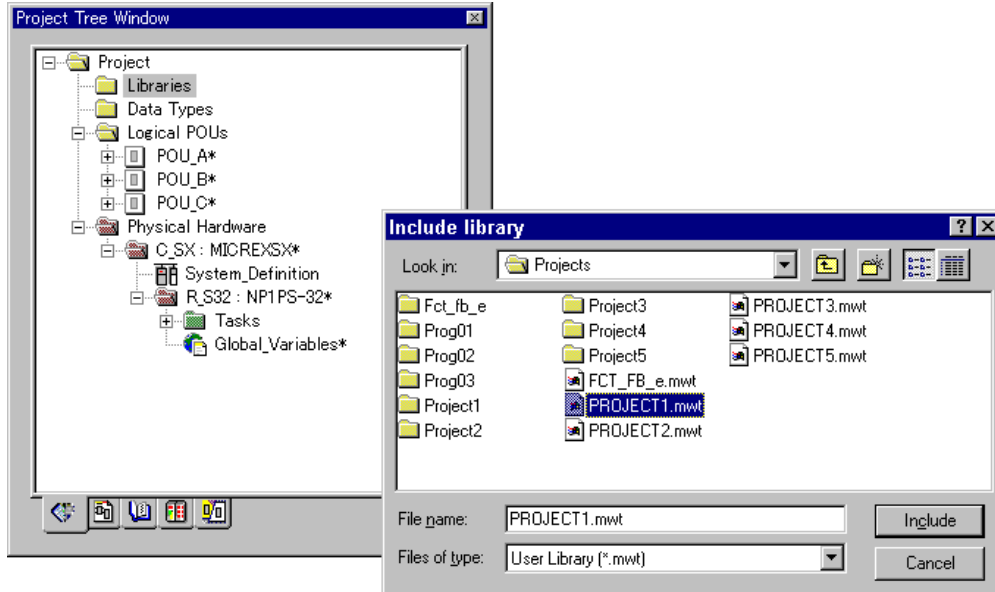 Project Tree Window
Project
Libraries
Data Types
Logical POUs
POU_A*
POU_B*
POU_C*
Physical Hardware
C_SX : MICREXSX*
System_Definition
R_S32 : NP1PS-32*
Tasks
Global_Variables*
Include library
Look in: Projects
Fct_fb_e Project3 PROJECT3.mwt
Prog01 Project4 PROJECT4.mwt
Prog02 Project5 PROJECT5.mwt
Prog03 FCT_FB_e.mwt
Project1 PROJECT1.mwt
Project2 PROJECT2.mwt
File name: PROJECT1.mwt Include
Files of type: User Library (*.mwt) Cancel